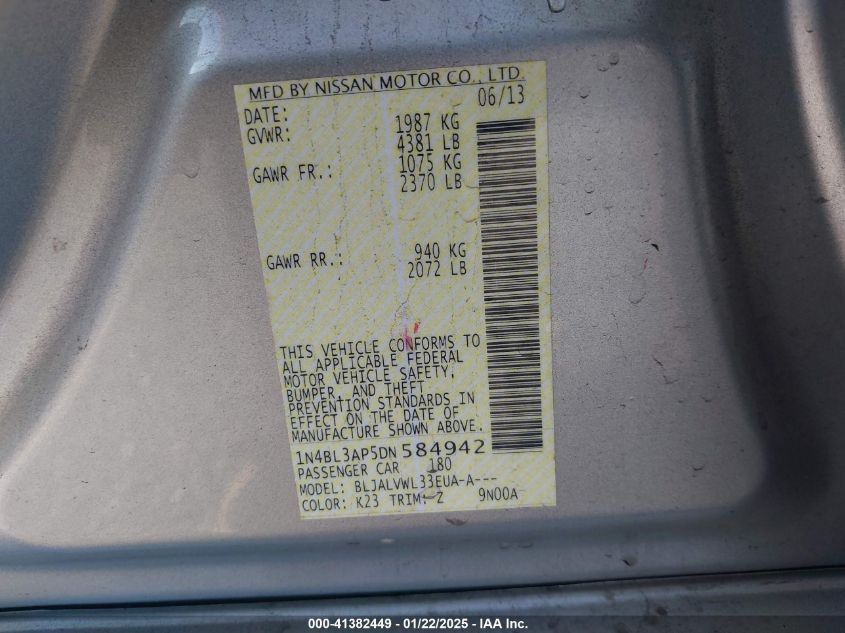 MFD BY NISSAN MOTOR CO., LTD.
DATE: 06/13
GVWR: 1987 KG
4381 LB
GAWR FR.: 1075 KG
2370 LB
GAWR RR.: 940 KG
2072 LB
THIS VEHICLE CONFORMS TO
ALL APPLICABLE FEDERAL
MOTOR VEHICLE SAFETY,
BUMPER, AND THEFT
PREVENTION STANDARDS IN
EFFECT ON THE DATE OF
MANUFACTURE SHOWN ABOVE.
1N4BL3AP5DN584942
PASSENGER CAR 180
MODEL: BLJALVWL33EUA-A---
COLOR: K23 TRIM: Z 9N00A
000-41382449 - 01/22/2025 - IAA Inc.